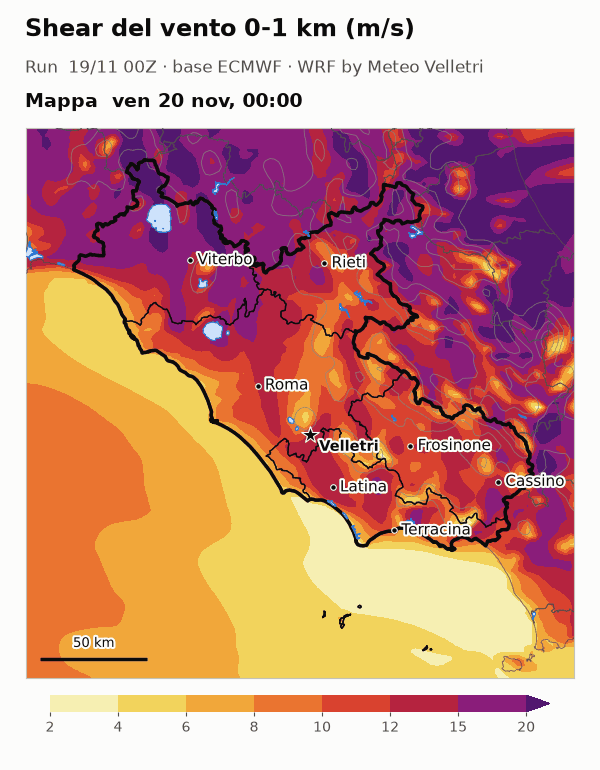 Shear del vento 0-1 km (m/s)
Run  19/11 00Z · base ECMWF · WRF by Meteo Velletri
Mappa  ven 20 nov, 00:00
Viterbo
Rieti
Roma
Velletri
Frosinone
Latina
Cassino
Terracina
50 km
2 4 6 8 10 12 15 20